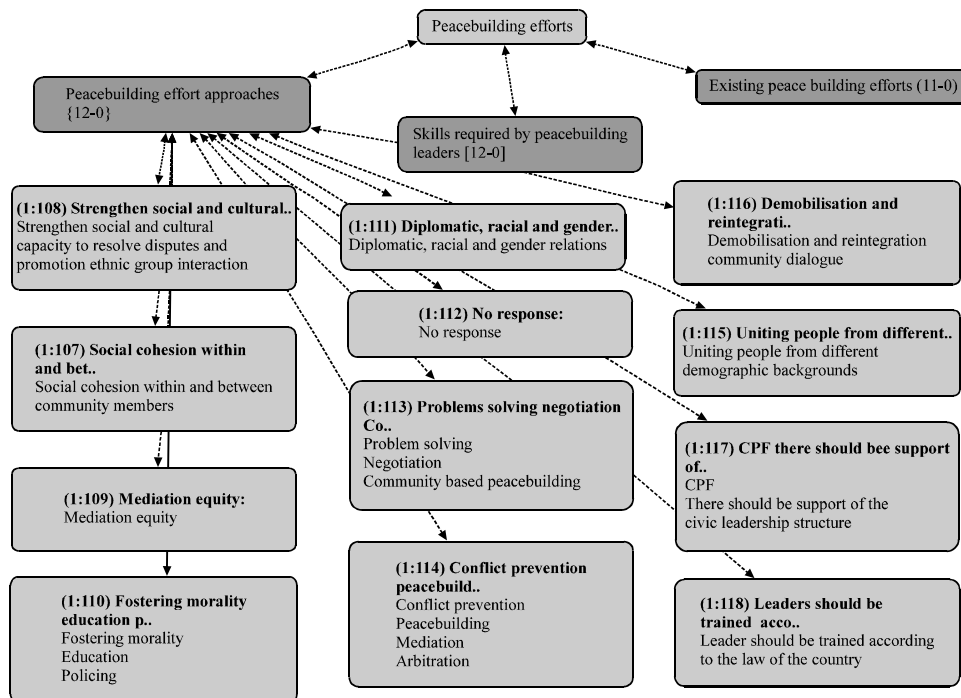 Peacebuilding efforts
Peacebuilding effort approaches
{12-0}
Existing peace building efforts (11-0)
Skills required by peacebuilding
leaders [12-0]
(1:108) Strengthen social and cultural..
Strengthen social and cultural
capacity to resolve disputes and
promotion ethnic group interaction
(1:111) Diplomatic, racial and gender..
Diplomatic, racial and gender relations
(1:116) Demobilisation and
reintegrati..
Demobilisation and reintegration
community dialogue
(1:107) Social cohesion within
and bet..
Social cohesion within and between
community members
(1:112) No response:
No response
(1:115) Uniting people from different..
Uniting people from different
demographic backgrounds
(1:113) Problems solving negotiation
Co..
Problem solving
Negotiation
Community based peacebuilding
(1:117) CPF there should bee support
of..
CPF
There should be support of the
civic leadership structure
(1:109) Mediation equity:
Mediation equity
(1:114) Conflict prevention
peacebuild..
Conflict prevention
Peacebuilding
Mediation
Arbitration
(1:110) Fostering morality
education p..
Fostering morality
Education
Policing
(1:118) Leaders should be
trained acco..
Leader should be trained according
to the law of the country